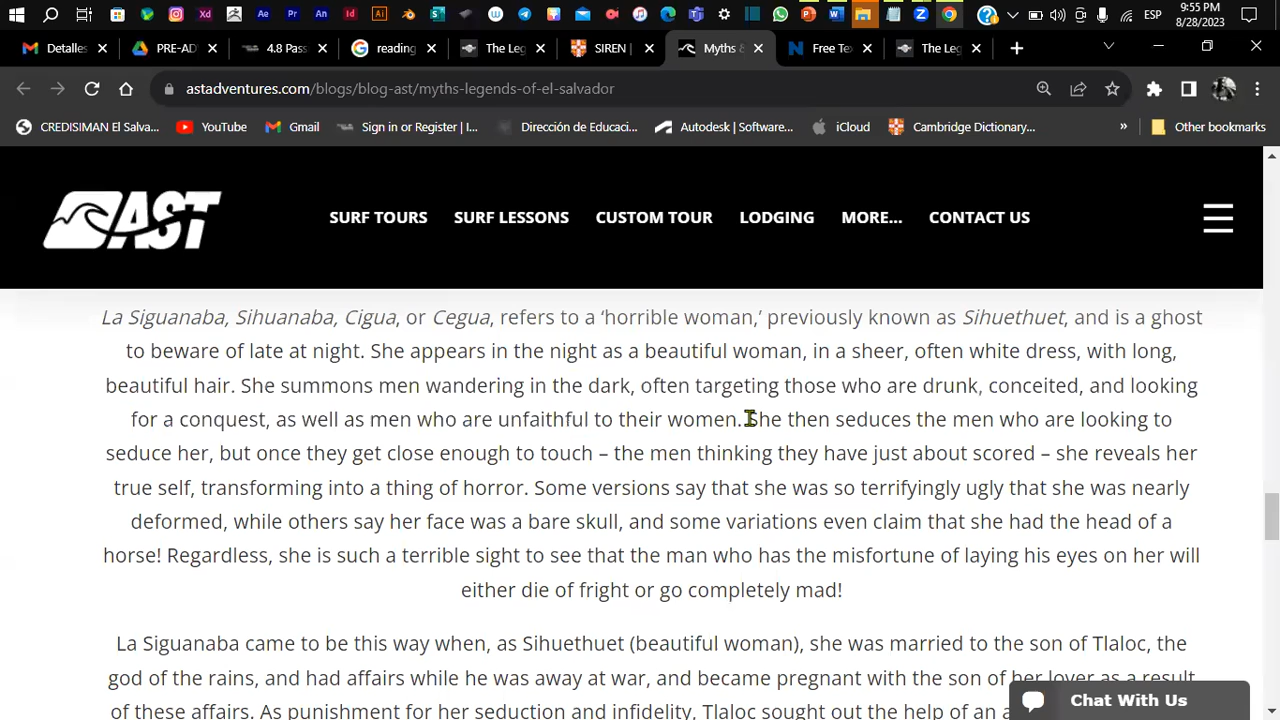 9:55 PM
ESP
8/28/2023
Detalles
PRE-AD
4.8 Pass
reading
The Leg
SIREN |
Myths &
Free Te
The Leg
astadventures.com/blogs/blog-ast/myths-legends-of-el-salvador
CREDISIMAN El Salva...
YouTube
Gmail
Sign in or Register | I...
Dirección de Educaci...
Autodesk | Software...
iCloud
Cambridge Dictionary...
»
Other bookmarks
AST
SURF TOURS
SURF LESSONS
CUSTOM TOUR
LODGING
MORE...
CONTACT US
La Siguanaba, Sihuanaba, Cigua, or Cegua, refers to a ‘horrible woman,’ previously known as Sihuethuet, and is a ghost
to beware of late at night. She appears in the night as a beautiful woman, in a sheer, often white dress, with long,
beautiful hair. She summons men wandering in the dark, often targeting those who are drunk, conceited, and looking
for a conquest, as well as men who are unfaithful to their women. She then seduces the men who are looking to
seduce her, but once they get close enough to touch – the men thinking they have just about scored – she reveals her
true self, transforming into a thing of horror. Some versions say that she was so terrifyingly ugly that she was nearly
deformed, while others say her face was a bare skull, and some variations even claim that she had the head of a
horse! Regardless, she is such a terrible sight to see that the man who has the misfortune of laying his eyes on her will
either die of fright or go completely mad!
La Siguanaba came to be this way when, as Sihuethuet (beautiful woman), she was married to the son of Tlaloc, the
god of the rains, and had affairs while he was away at war, and became pregnant with the son of her lover as a result
of these affairs. As punishment for her seduction and infidelity, Tlaloc sought out the help of an a
Chat With Us